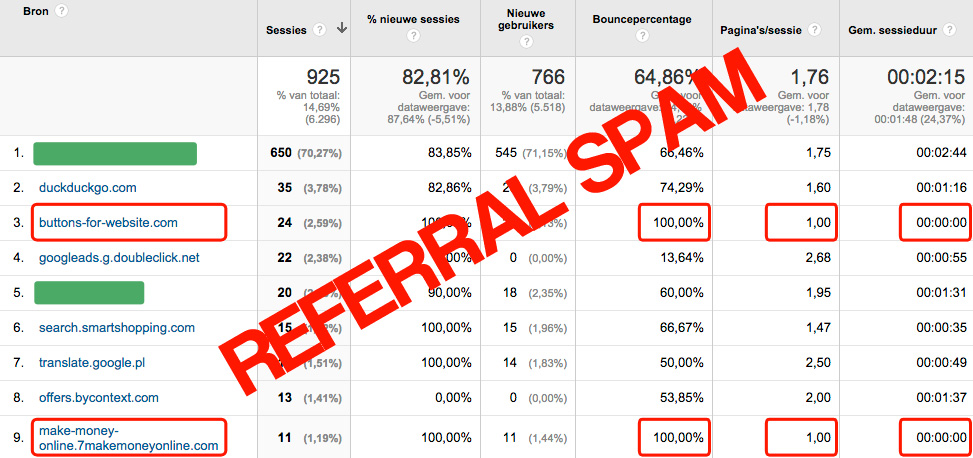 Bron ?
Sessies ?
% nieuwe sessies ?
Nieuwe gebruikers ?
Bouncepercentage ?
Pagina's/sessie ?
Gem. sessieduur ?
925
% van totaal:
14,69%
(6.296)
82,81%
Gem. voor
dataweergave:
87,64% (-5,51%)
766
% van totaal:
13,88% (5.518)
64,86%
Gem. voor
dataweergave:
1,76
Gem. voor
dataweergave: 1,78
(-1,18%)
00:02:15
Gem. voor
dataweergave:
00:01:48 (24,37%)
1. 650 (70,27%) 83,85% 545 (71,15%) 66,46% 1,75 00:02:44
2. duckduckgo.com 35 (3,78%) 82,86% (3,79%) 74,29% 1,60 00:01:16
3. buttons-for-website.com 24 (2,59%) 100,00% 1,00 00:00:00
4. googleads.g.doubleclick.net 22 (2,38%) 0 (0,00%) 13,64% 2,68 00:00:55
5. 20 90,00% 18 (2,35%) 60,00% 1,95 00:01:31
6. search.smartshopping.com 15 100,00% 15 (1,96%) 66,67% 1,47 00:00:35
7. translate.google.pl (1,51%) 100,00% 14 (1,83%) 50,00% 2,50 00:00:49
8. offers.bycontext.com 13 (1,41%) 0,00% 0 (0,00%) 53,85% 2,00 00:01:37
9. make-money-
online.7makemoneyonline.com 11 (1,19%) 100,00% 11 (1,44%) 100,00% 1,00 00:00:00
REFERRAL SPAM